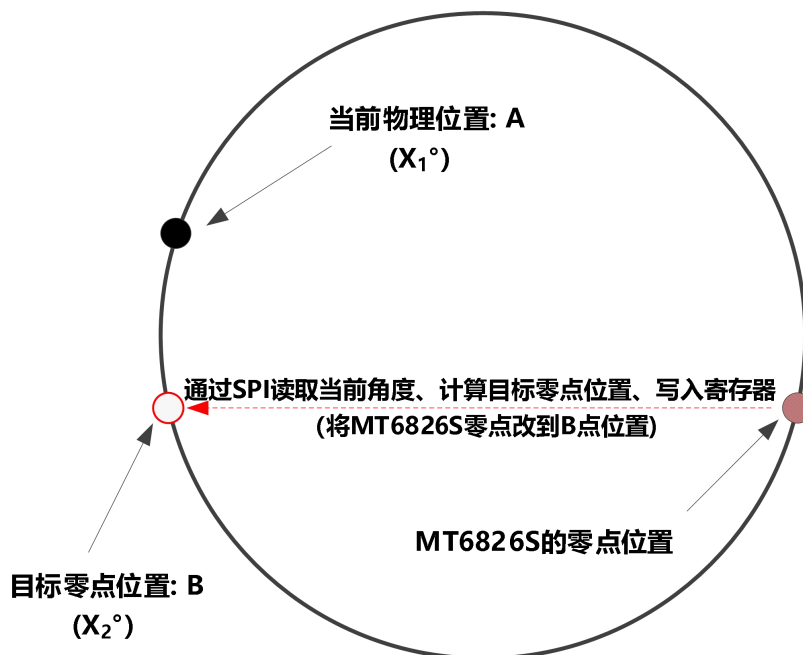 当前物理位置: A
(X₁°)
通过SPI读取当前角度、计算目标零点位置、写入寄存器
(将MT6826S零点改到B点位置)
MT6826S的零点位置
目标零点位置: B
(X₂°)